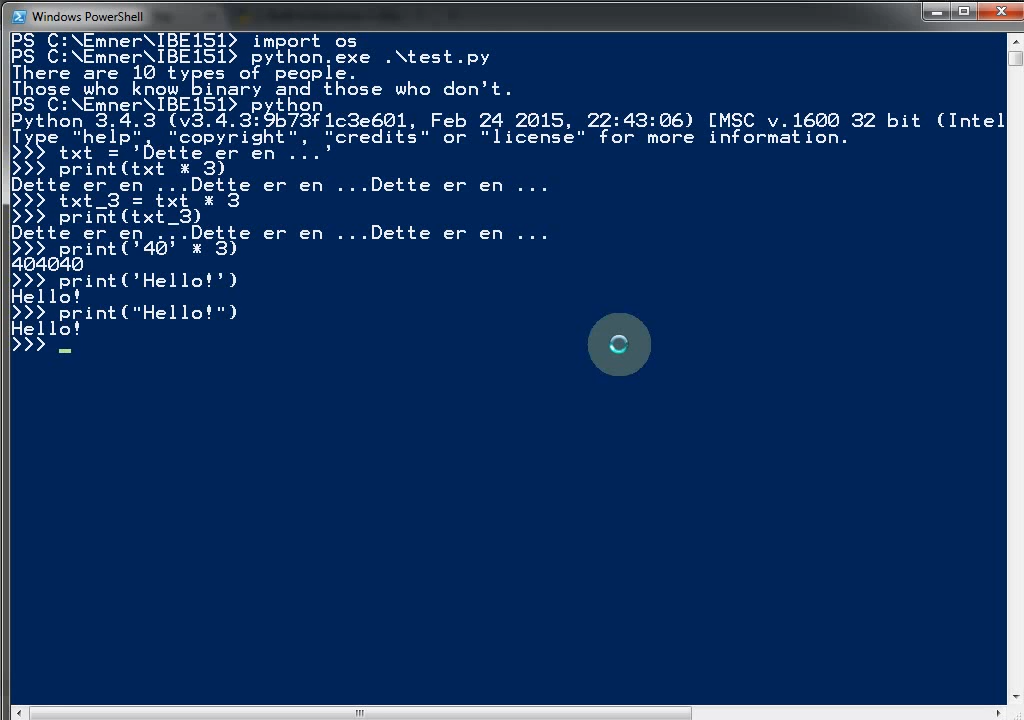 Windows PowerShell
PS C:\Emner\IBE151> import os
PS C:\Emner\IBE151> python.exe .\test.py
There are 10 types of people.
Those who know binary and those who don't.
PS C:\Emner\IBE151> python
Python 3.4.3 (v3.4.3:9b73f1c3e601, Feb 24 2015, 22:43:06) [MSC v.1600 32 bit (Intel
Type "help", "copyright", "credits" or "license" for more information.
>>> txt = 'Dette er en ...'
>>> print(txt * 3)
Dette er en ...Dette er en ...Dette er en ...
>>> txt_3 = txt * 3
>>> print(txt_3)
Dette er en ...Dette er en ...Dette er en ...
>>> print('40' * 3)
404040
>>> print('Hello!')
Hello!
>>> print("Hello!")
Hello!
>>> _